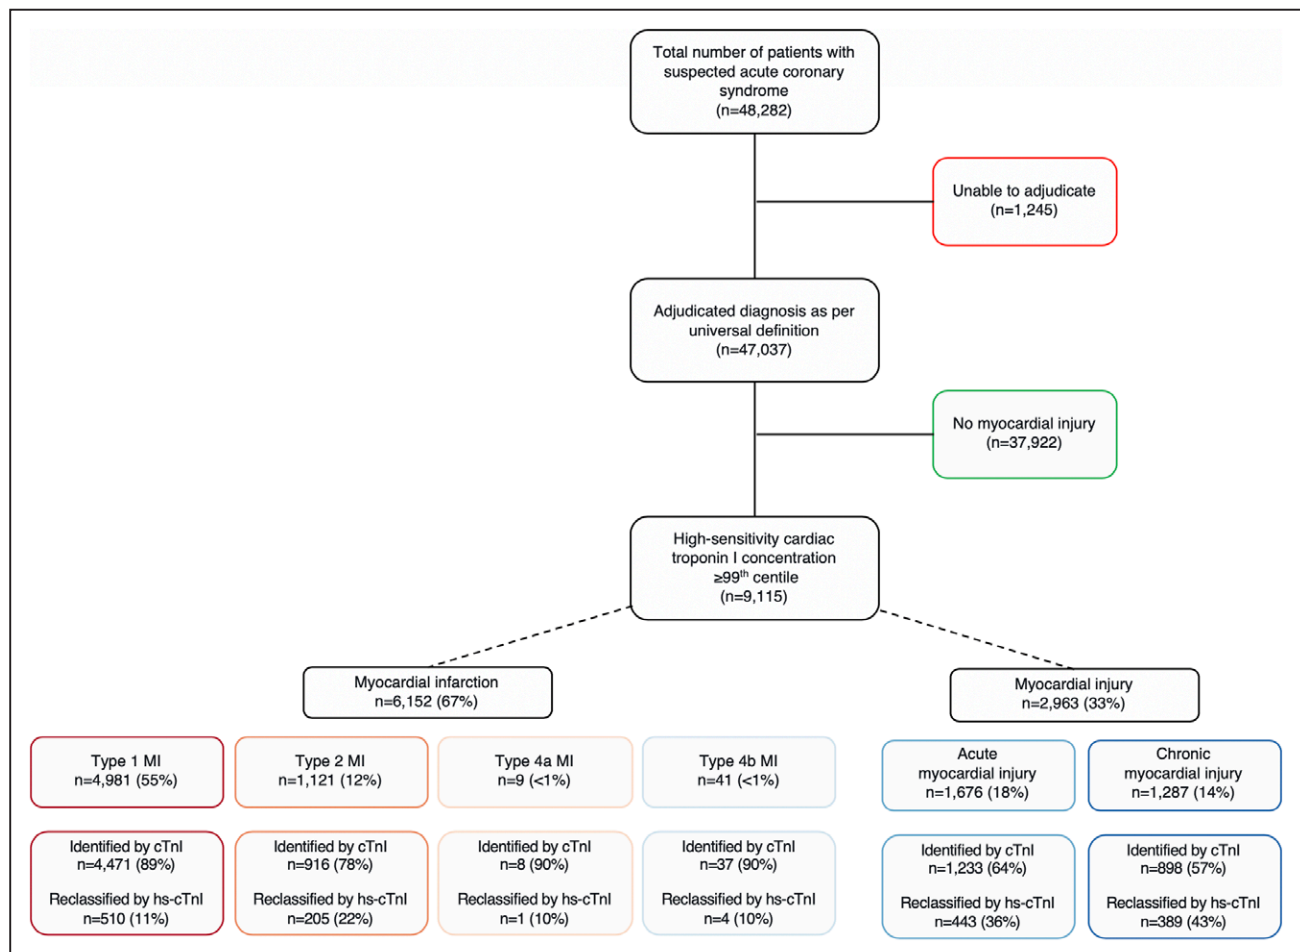 Total number of patients with
suspected acute coronary
syndrome
(n=48,282)
Unable to adjudicate
(n=1,245)
Adjudicated diagnosis as per
universal definition
(n=47,037)
No myocardial injury
(n=37,922)
High-sensitivity cardiac
troponin I concentration
≥99th centile
(n=9,115)
Myocardial infarction
n=6,152 (67%)
Myocardial injury
n=2,963 (33%)
Type 1 MI
n=4,981 (55%)
Type 2 MI
n=1,121 (12%)
Type 4a MI
n=9 (<1%)
Type 4b MI
n=41 (<1%)
Acute
myocardial injury
n=1,676 (18%)
Chronic
myocardial injury
n=1,287 (14%)
Identified by cTnI
n=4,471 (89%)
Reclassified by hs-cTnI
n=510 (11%)
Identified by cTnI
n=916 (78%)
Reclassified by hs-cTnI
n=205 (22%)
Identified by cTnI
n=8 (90%)
Reclassified by hs-cTnI
n=1 (10%)
Identified by cTnI
n=37 (90%)
Reclassified by hs-cTnI
n=4 (10%)
Identified by cTnI
n=1,233 (64%)
Reclassified by hs-cTnI
n=443 (36%)
Identified by cTnI
n=898 (57%)
Reclassified by hs-cTnI
n=389 (43%)